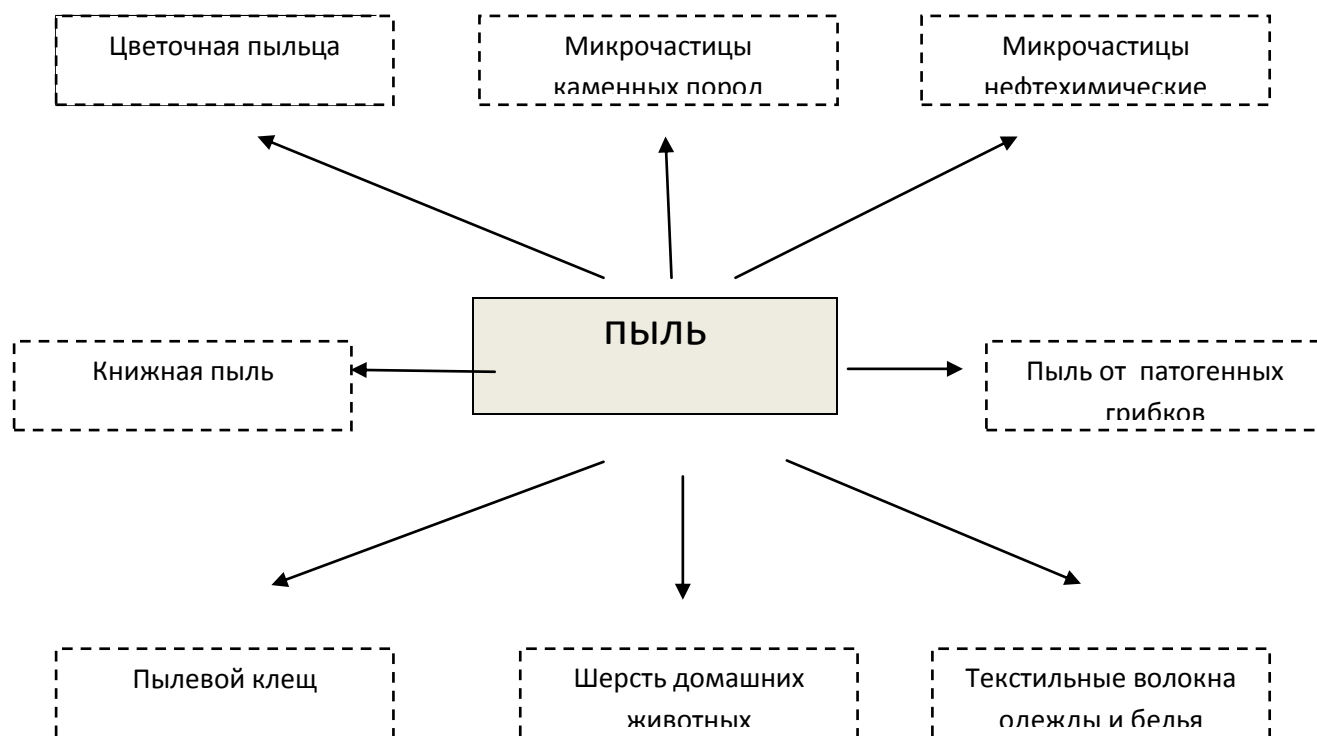 Цветочная пыльца
Микрочастицы
каменных пород
Микрочастицы
нефтехимические
пыль
Книжная пыль
Пыль от патогенных
грибков
Пылевой клещ
Шерсть домашних
животных
Текстильные волокна
одежды и белья